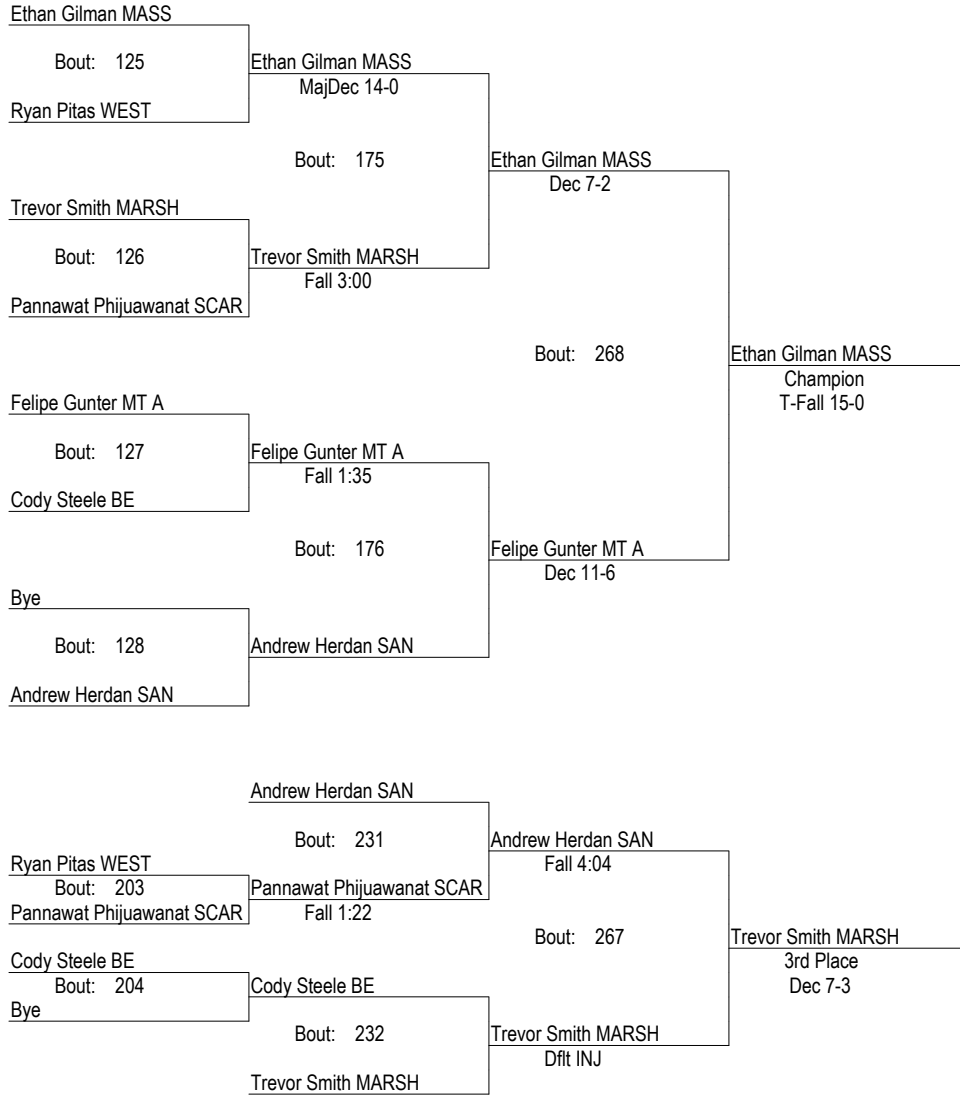 Ethan Gilman MASS
Bout: 125
Ethan Gilman MASS
MajDec 14-0
Ryan Pitas WEST
Bout: 175
Ethan Gilman MASS
Dec 7-2
Trevor Smith MARSH
Bout: 126
Trevor Smith MARSH
Fall 3:00
Pannawat Phijuawanat SCAR
Bout: 268
Ethan Gilman MASS
Champion
T-Fall 15-0
Felipe Gunter MT A
Bout: 127
Felipe Gunter MT A
Fall 1:35
Cody Steele BE
Bout: 176
Felipe Gunter MT A
Dec 11-6
Bye
Bout: 128
Andrew Herdan SAN
Andrew Herdan SAN
Andrew Herdan SAN
Bout: 231
Andrew Herdan SAN
Fall 4:04
Ryan Pitas WEST
Bout: 203
Pannawat Phijuawanat SCAR
Pannawat Phijuawanat SCAR
Fall 1:22
Bout: 267
Trevor Smith MARSH
3rd Place
Dec 7-3
Cody Steele BE
Bout: 204
Cody Steele BE
Bye
Bout: 232
Trevor Smith MARSH
Dflt INJ
Trevor Smith MARSH